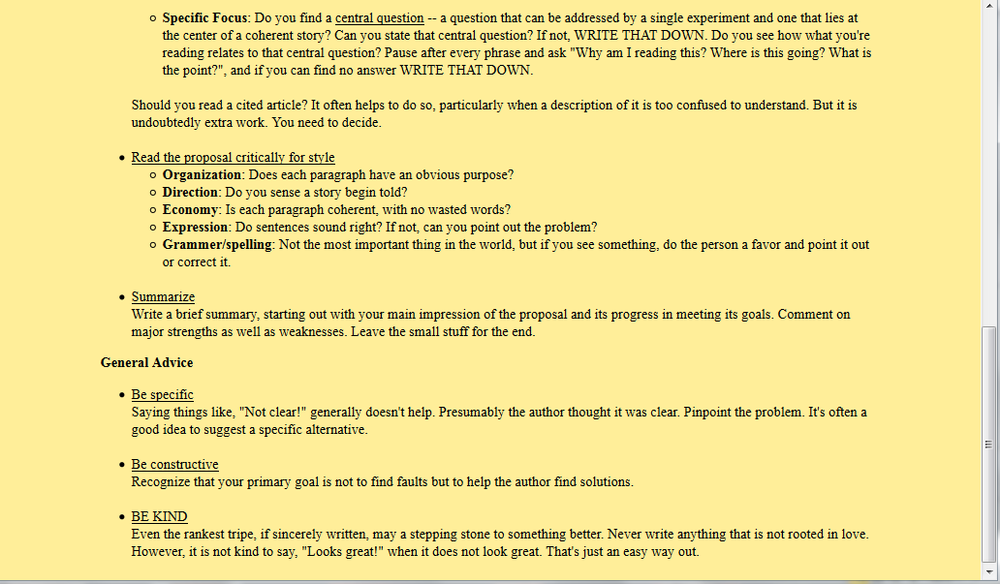 Specific Focus: Do you find a central question -- a question that can be addressed by a single experiment and one that lies at
the center of a coherent story? Can you state that central question? If not, WRITE THAT DOWN. Do you see how what you're
reading relates to that central question? Pause after every phrase and ask "Why am I reading this? Where is this going? What is
the point?", and if you can find no answer WRITE THAT DOWN.
Should you read a cited article? It often helps to do so, particularly when a description of it is too confused to understand. But it is
undoubtedly extra work. You need to decide.
Read the proposal critically for style
Organization: Does each paragraph have an obvious purpose?
Direction: Do you sense a story begin told?
Economy: Is each paragraph coherent, with no wasted words?
Expression: Do sentences sound right? If not, can you point out the problem?
Grammer/spelling: Not the most important thing in the world, but if you see something, do the person a favor and point it out
or correct it.
Summarize
Write a brief summary, starting out with your main impression of the proposal and its progress in meeting its goals. Comment on
major strengths as well as weaknesses. Leave the small stuff for the end.
General Advice
Be specific
Saying things like, "Not clear!" generally doesn't help. Presumably the author thought it was clear. Pinpoint the problem. It's often a
good idea to suggest a specific alternative.
Be constructive
Recognize that your primary goal is not to find faults but to help the author find solutions.
BE KIND
Even the rankest tripe, if sincerely written, may a stepping stone to something better. Never write anything that is not rooted in love.
However, it is not kind to say, "Looks great!" when it does not look great. That's just an easy way out.